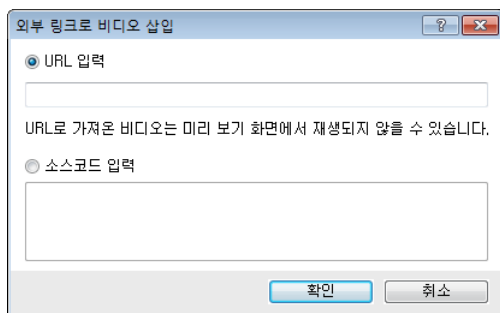 외부 링크로 비디오 삽입
URL 입력
URL로 가져온 비디오는 미리 보기 화면에서 재생되지 않을 수 있습니다.
소스코드 입력
확인 취소